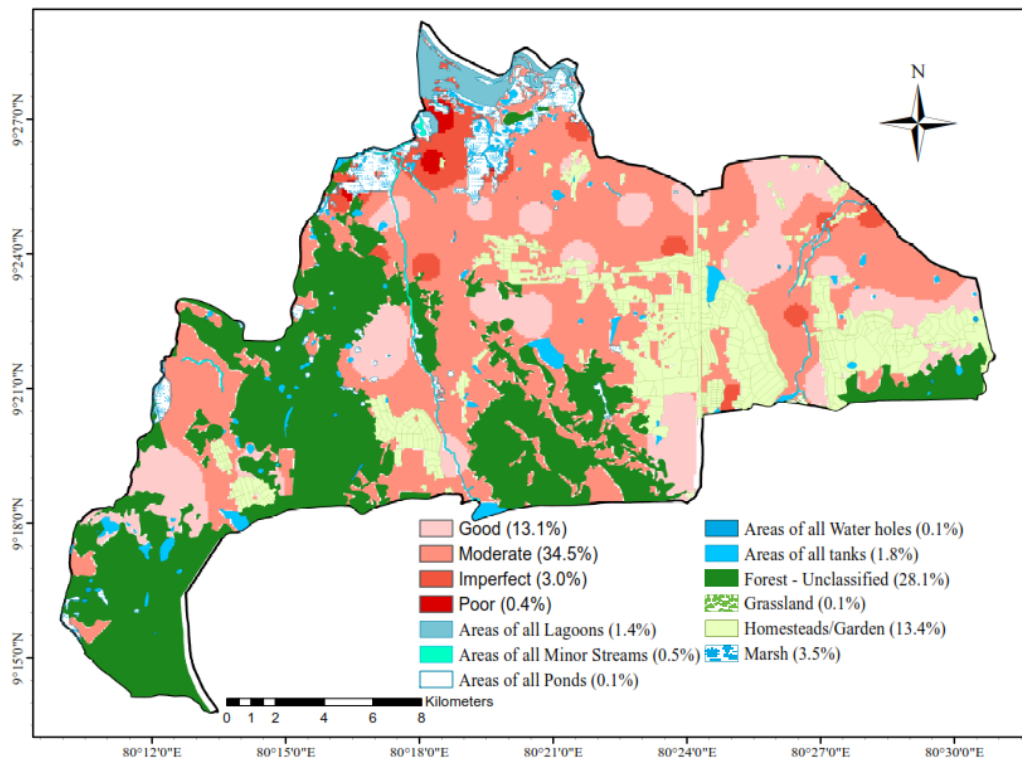 N
9°27'0"N
9°24'0"N
9°21'0"N
9°18'0"N
9°15'0"N
Good (13.1%)
Moderate (34.5%)
Imperfect (3.0%)
Poor (0.4%)
Areas of all Lagoons (1.4%)
Areas of all Minor Streams (0.5%)
Areas of all Ponds (0.1%)
Areas of all Water holes (0.1%)
Areas of all tanks (1.8%)
Forest - Unclassified (28.1%)
Grassland (0.1%)
Homesteads/Garden (13.4%)
Marsh (3.5%)
Kilometers
0 1 2 4 6 8
80°12'0"E 80°15'0"E 80°18'0"E 80°21'0"E 80°24'0"E 80°27'0"E 80°30'0"E